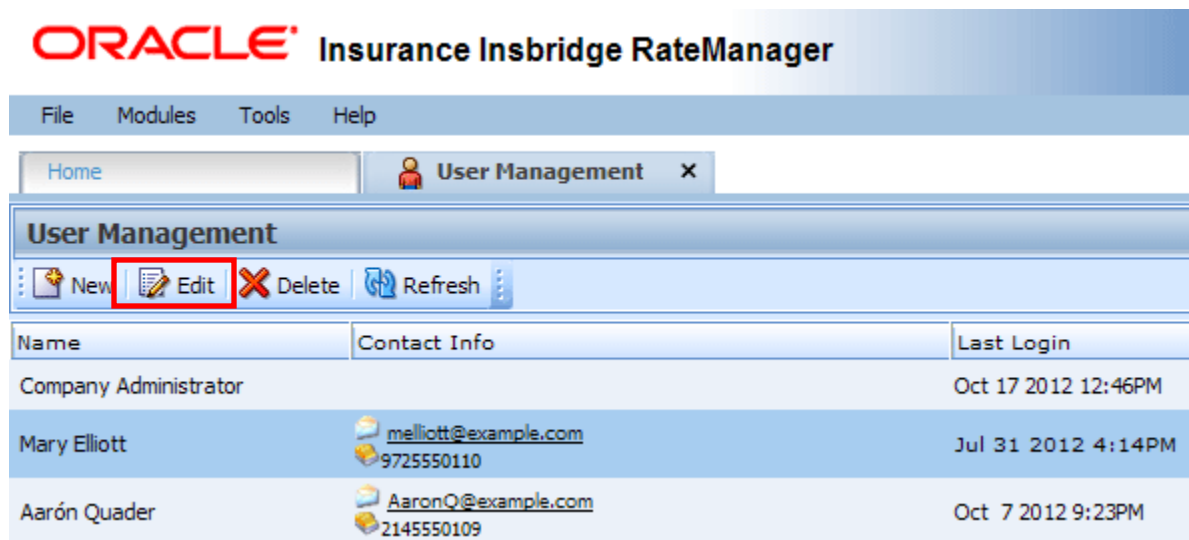 ORACLE Insurance Insbridge RateManager
File Modules Tools Help
Home User Management x
User Management
New Edit Delete Refresh
Name Contact Info Last Login
Company Administrator Oct 17 2012 12:46PM
Mary Elliott melliott@example.com Jul 31 2012 4:14PM
9725550110
Aarón Quader AaronQ@example.com Oct 7 2012 9:23PM
2145550109